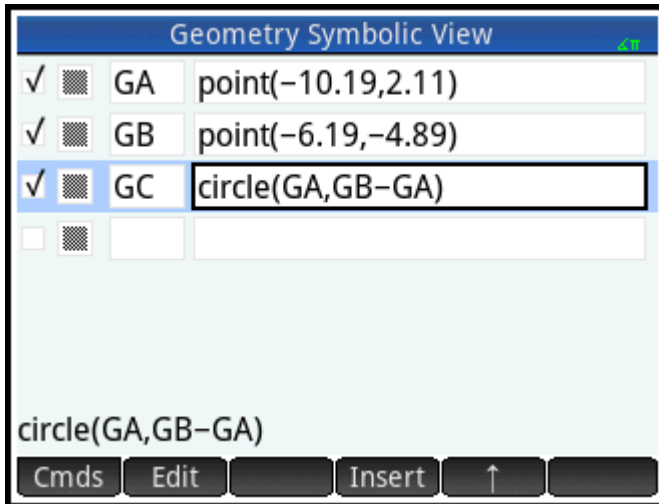 Geometry Symbolic View
∡π
√ GA point(−10.19,2.11)
√ GB point(−6.19,−4.89)
√ GC circle(GA,GB−GA)
circle(GA,GB−GA)
Cmds Edit Insert ↑